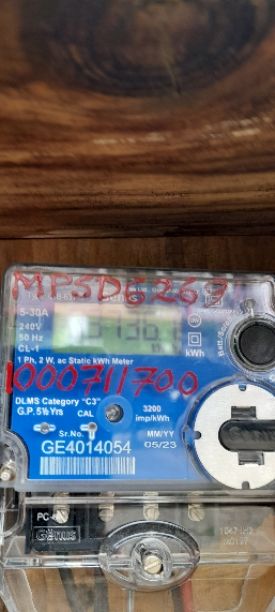 MPSD6267
5-30A
240V
50 Hz
CL-1
kWh
1 Ph, 2 W, ac Static kWh Meter
1000711700
DLMS Category "C3"
G.P. 5½ Yrs
CAL
3200
imp/kWh
Sr.No.
MM/YY
GE4014054
05/23
Genus